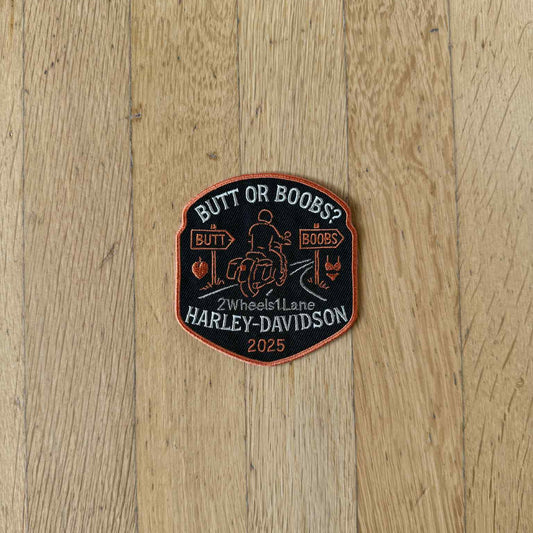 BUTT OR BOOBS?
BUTT
BOOBS
2Wheels1Lane
HARLEY-DAVIDSON
2025